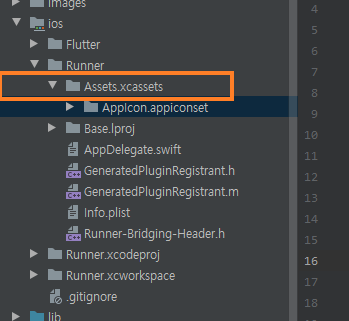 images
4
ios
5
Flutter
6
Runner
7
Assets.xcassets
8
AppIcon.appiconset
9
Base.lproj
10
AppDelegate.swift
11
GeneratedPluginRegistrant.h
12
GeneratedPluginRegistrant.m
13
Info.plist
14
Runner-Bridging-Header.h
15
Runner.xcodeproj
16
Runner.xcworkspace
17
.gitignore
18
lib
19